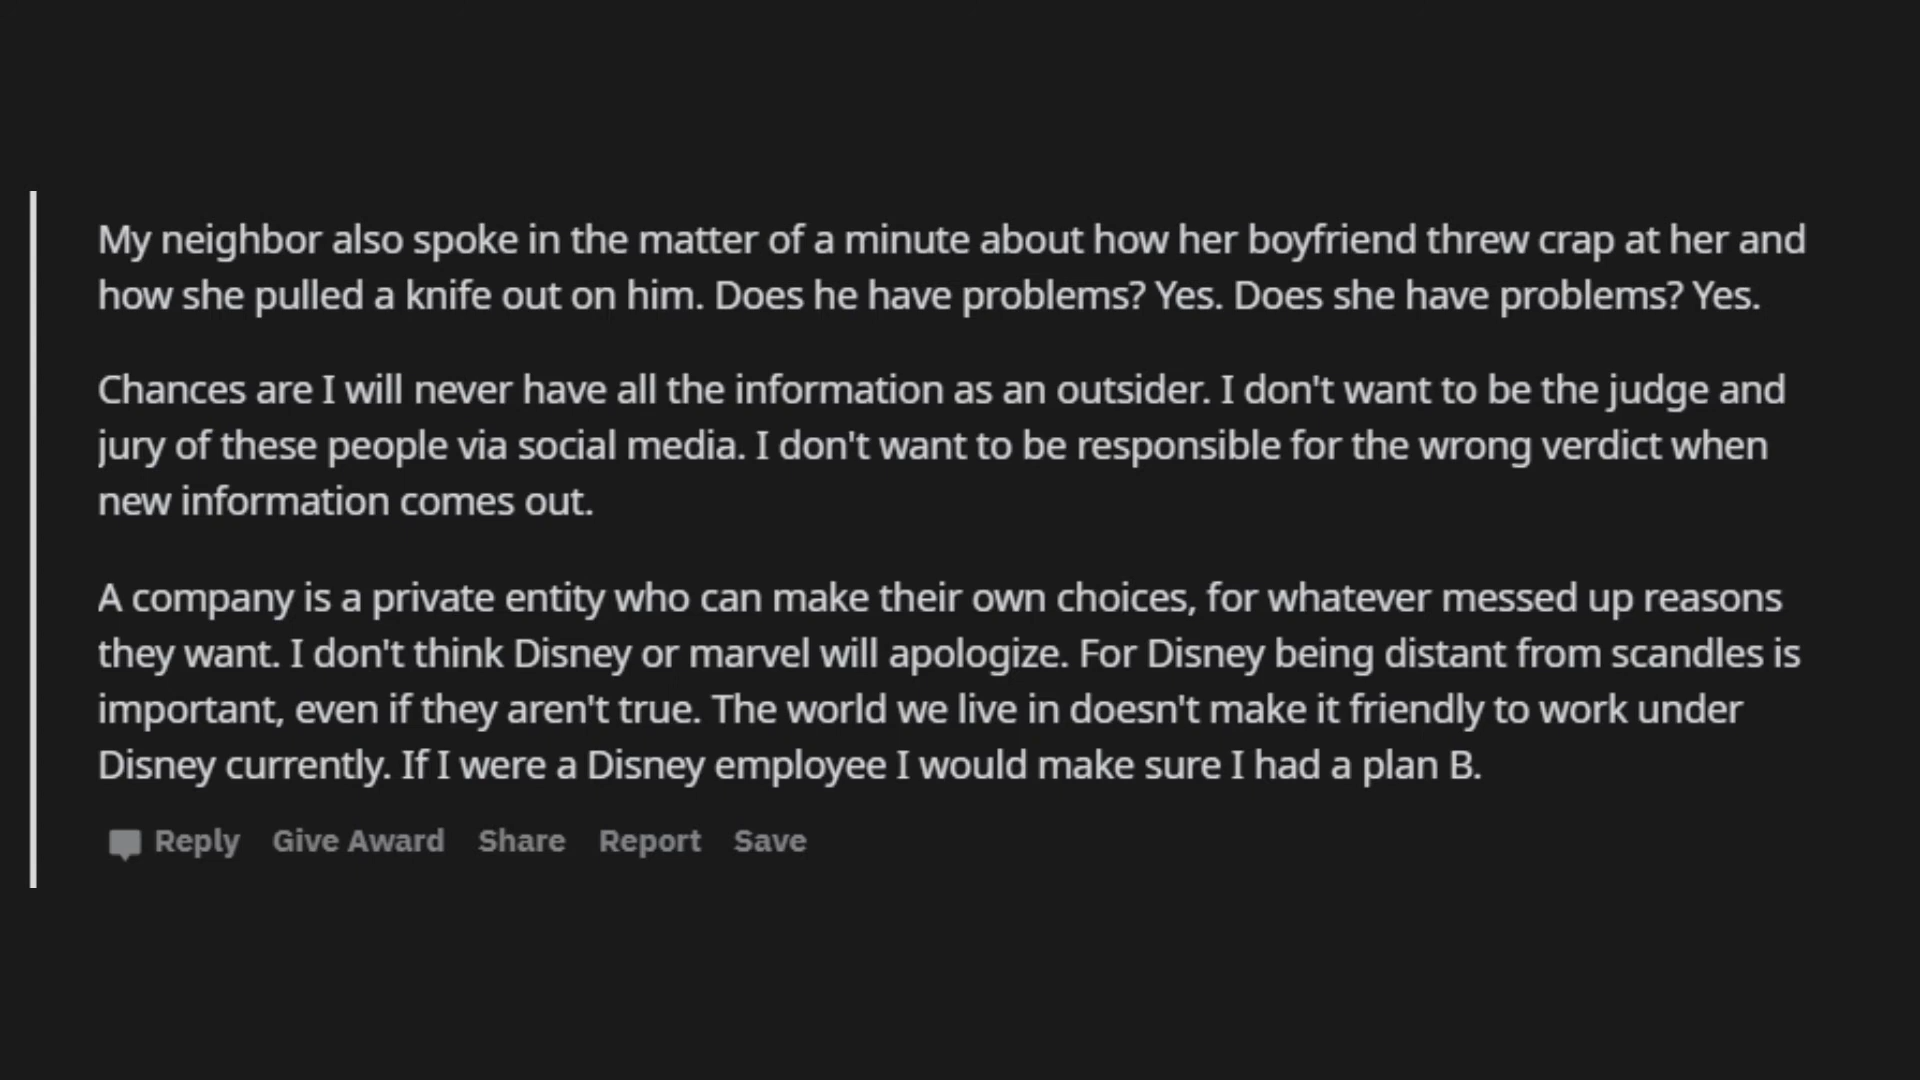 My neighbor also spoke in the matter of a minute about how her boyfriend threw crap at her and
how she pulled a knife out on him. Does he have problems? Yes. Does she have problems? Yes.
Chances are I will never have all the information as an outsider. I don't want to be the judge and
jury of these people via social media. I don't want to be responsible for the wrong verdict when
new information comes out.
A company is a private entity who can make their own choices, for whatever messed up reasons
they want. I don't think Disney or marvel will apologize. For Disney being distant from scandles is
important, even if they aren't true. The world we live in doesn't make it friendly to work under
Disney currently. If I were a Disney employee I would make sure I had a plan B.
Reply Give Award Share Report Save